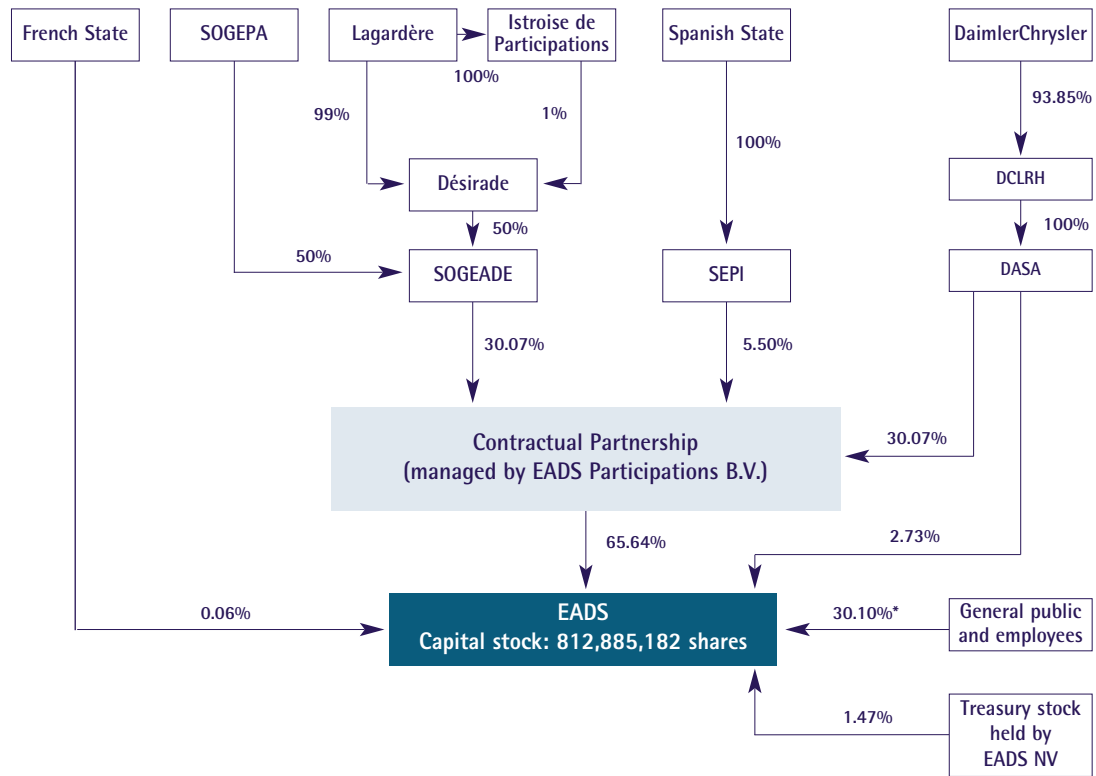 French State
SOGEPA
Lagardère
Istroise de
Participations
Spanish State
DaimlerChrysler
100%
93.85%
99%
1%
100%
Désirade
DCLRH
50%
100%
50%
SOGEADE
SEPI
DASA
30.07%
5.50%
Contractual Partnership
(managed by EADS Participations B.V.)
30.07%
65.64%
2.73%
0.06%
EADS
Capital stock: 812,885,182 shares
30.10%*
General public
and employees
1.47%
Treasury stock
held by
EADS NV